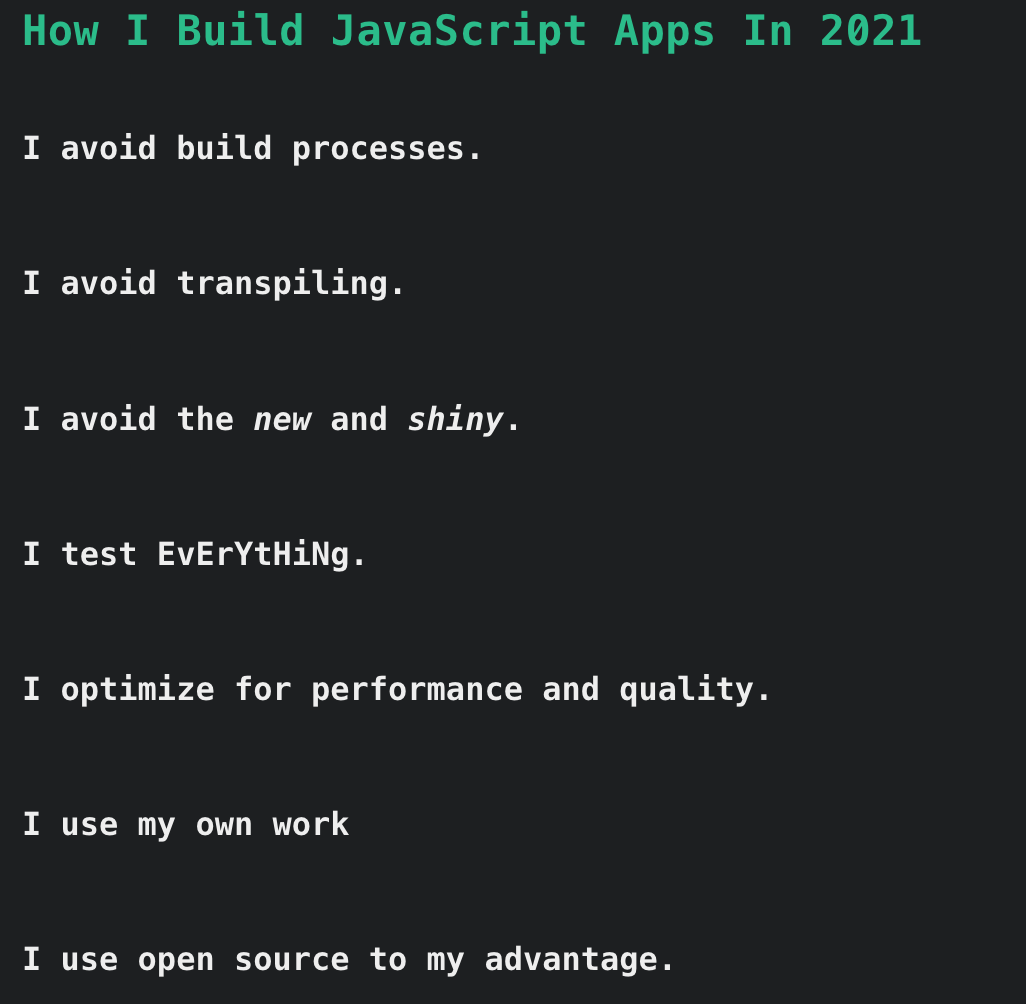 How I Build JavaScript Apps In 2021
I avoid build processes.
I avoid transpiling.
I avoid the new and shiny.
I test EvErYtHiNg.
I optimize for performance and quality.
I use my own work
I use open source to my advantage.